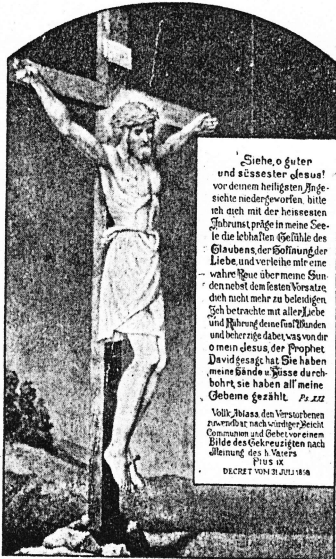 Siehe, o guter
und süssester Jesus!
vor deinem heiligsten Ange-
sichte niedergeworfen, bitte
ich dich mit der heissesten
Inbrunst, präge in meine See-
le die lebhaften Gefühle des
Glaubens, der Hoffnung, der
Liebe, und verleihe mir eine
wahre Reue über meine Sün-
den nebst dem festen Vorsatze,
dich nicht mehr zu beleidigen.
Ich betrachte mit aller Liebe
und Rührung deine fünf Wunden
und beherzige dabei, was von dir
o mein Jesus, der Prophet
David gesagt hat. Sie haben
meine Hände u. Füsse durch-
bohrt, sie haben all' meine
Gebeine gezählt. Ps. XXI
Vollk. Ablass, den Verstorbenen
zuwendbar, nach würdiger Beicht
Communion und Gebet vor einem
Bilde des Gekreuzigten nach
Meinung des h. Vaters
PIUS IX
DECRET VOM 31 JULI 1858